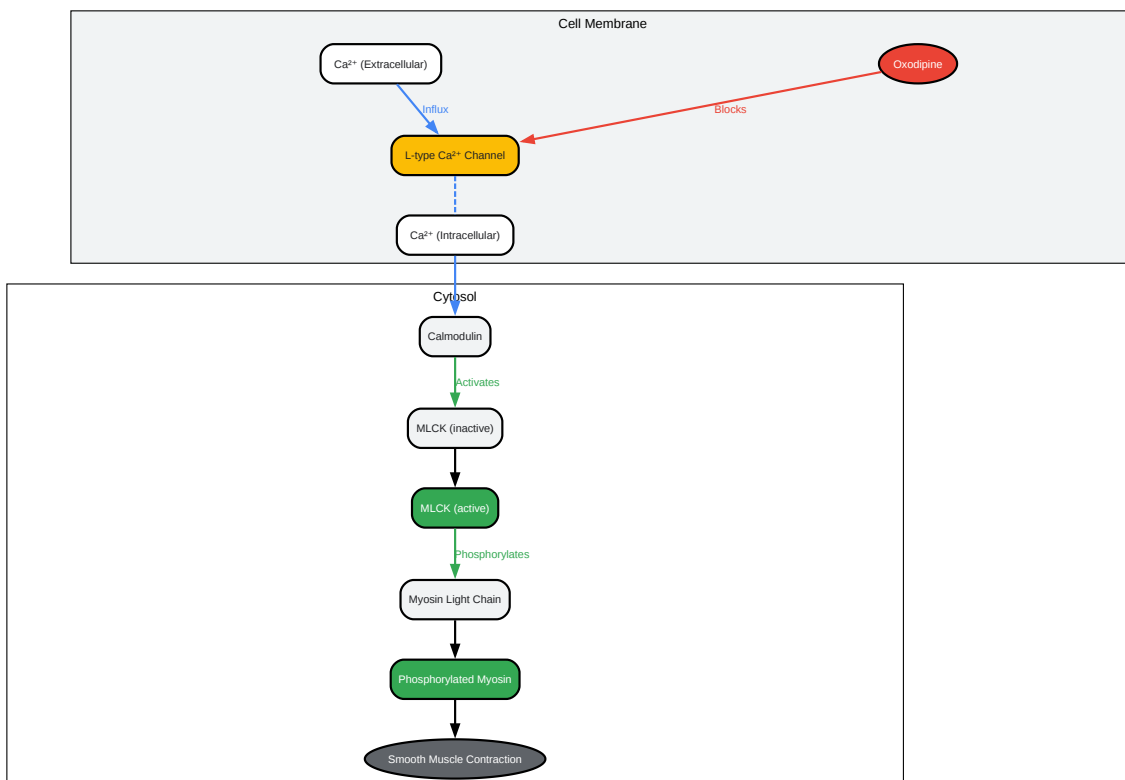 Cell Membrane
Ca²⁺ (Extracellular)
Oxodipine
Influx
Blocks
L-type Ca²⁺ Channel
Ca²⁺ (Intracellular)
Cytosol
Calmodulin
Activates
MLCK (inactive)
MLCK (active)
Phosphorylates
Myosin Light Chain
Phosphorylated Myosin
Smooth Muscle Contraction